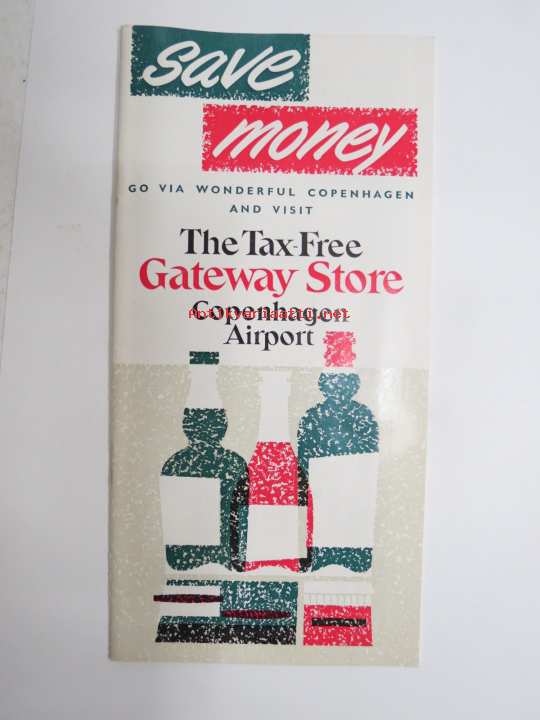 save
money
GO VIA WONDERFUL COPENHAGEN
AND VISIT
The Tax-Free
Gateway Store
Copenhagen
Airport